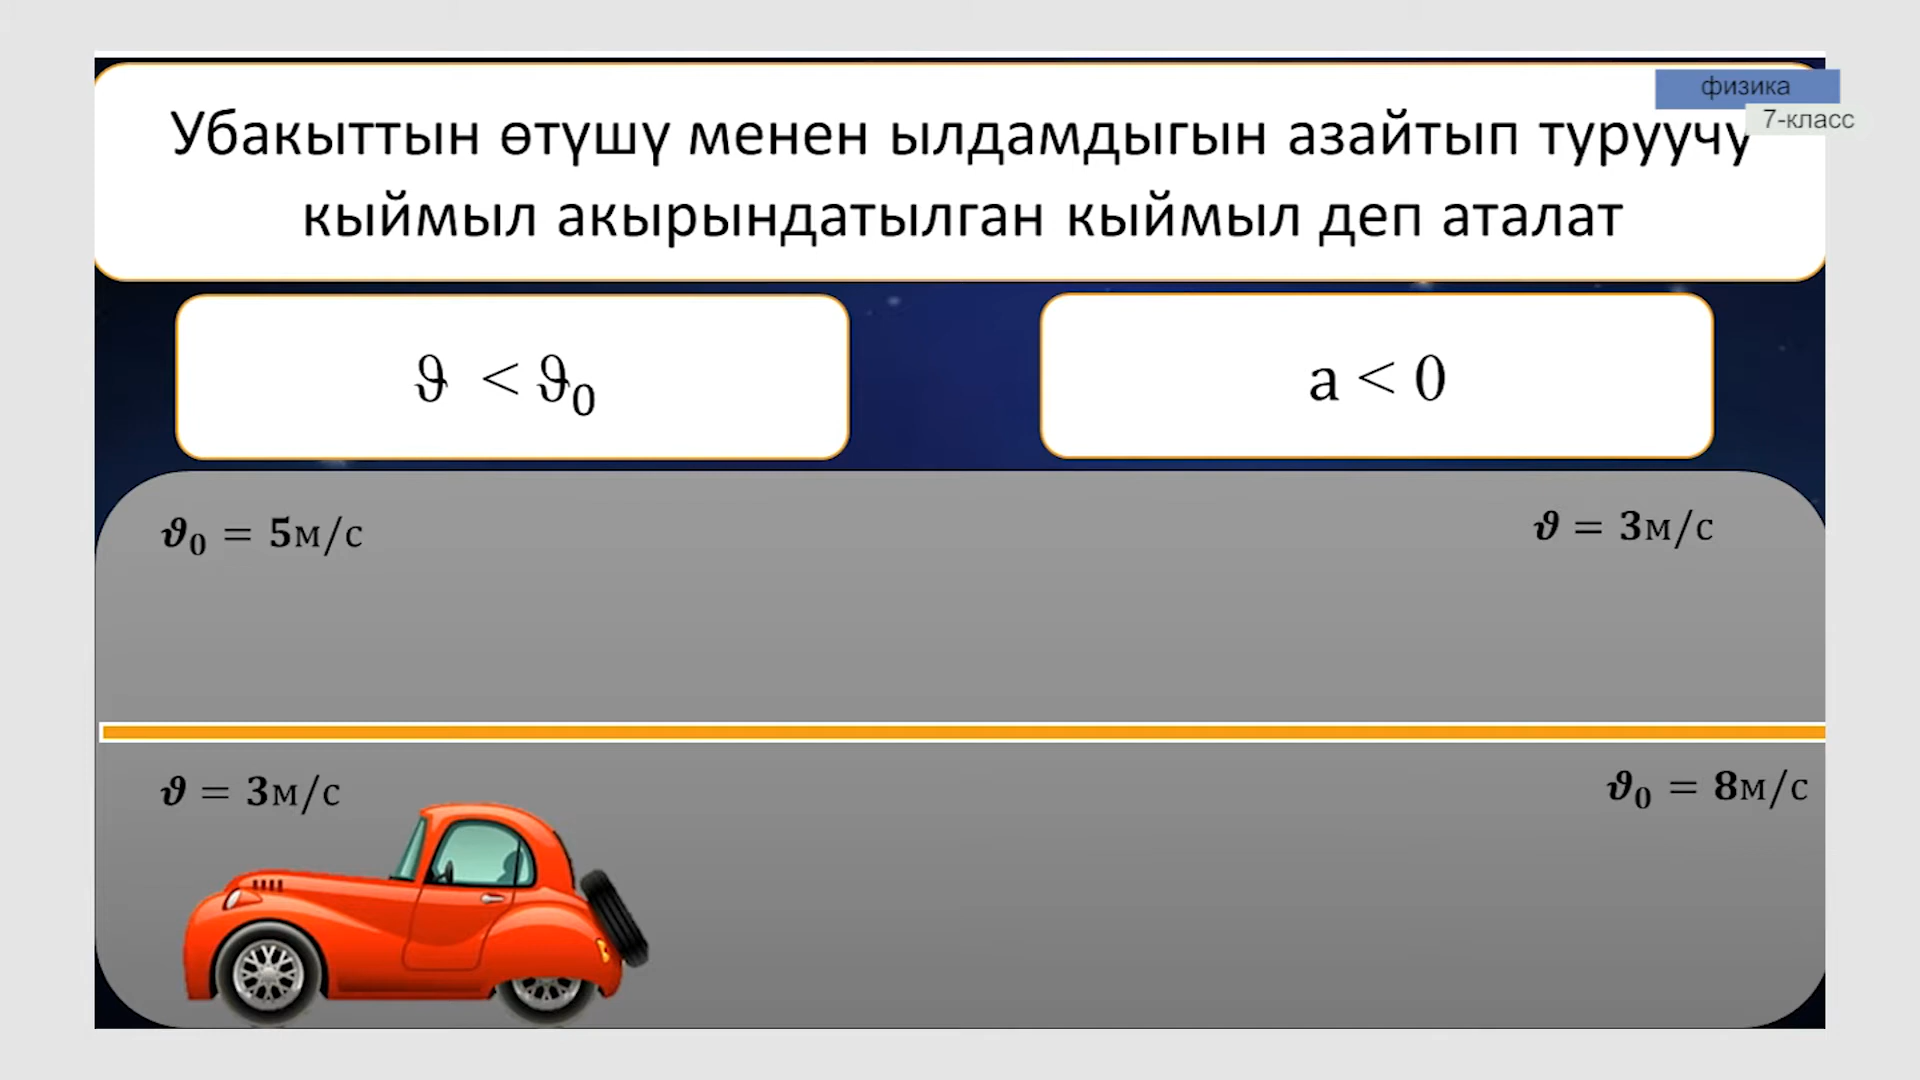 физика
7-класс
Убакыттын өтүшү менен ылдамдыгын азайтып туруучу
кыймыл акырындатылган кыймыл деп аталат
ϑ < ϑ₀
a < 0
ϑ₀ = 5м/с
ϑ = 3м/с
ϑ = 3м/с
ϑ₀ = 8м/с